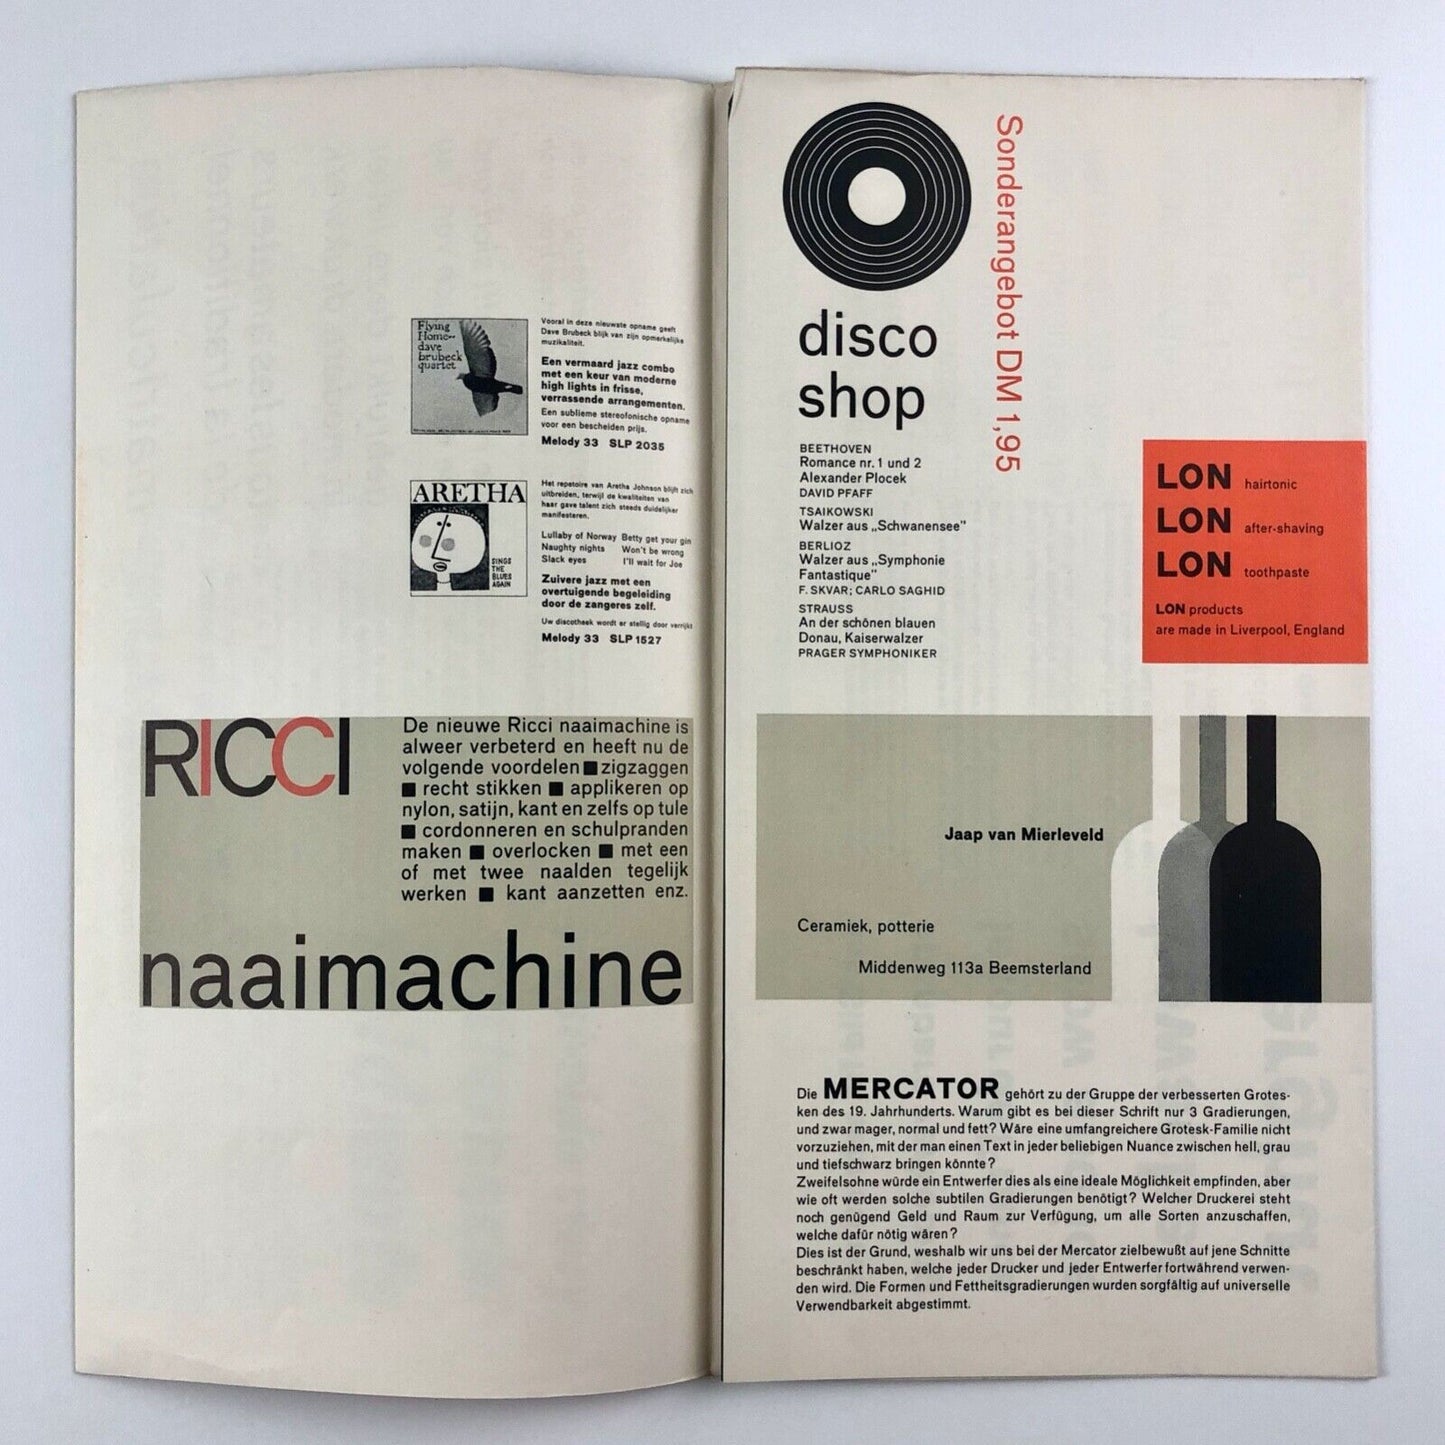 Flying
Home--
dave
brubeck
quartet
Vooral in deze nieuwste opname geeft
Dave Brubeck blijk van zijn opmerkelijke
muzikaliteit.
Een vermaard jazz combo
met een keur van moderne
high lights in frisse,
verrassende arrangementen.
Een sublieme stereofonische opname
voor een bescheiden prijs.
Melody 33 SLP 2035
ARETHA
SINGS
THE
BLUES
AGAIN
Het repetoire van Aretha Johnson blijft zich
uitbreiden, terwijl de kwaliteiten van
haar gave talent zich steeds duidelijker
manifesteren.
Lullaby of Norway Betty get your gin
Naughty nights Won't be wrong
Slack eyes I'll wait for Joe
Zuivere jazz met een
overtuigende begeleiding
door de zangeres zelf.
Uw discotheek wordt er stellig door verrijkt
Melody 33 SLP 1527
RICCI
De nieuwe Ricci naaimachine is
alweer verbeterd en heeft nu de
volgende voordelen ■ zigzaggen
■ recht stikken ■ applikeren op
nylon, satijn, kant en zelfs op tule
■ cordonneren en schulpranden
maken ■ overlocken ■ met een
of met twee naalden tegelijk
werken ■ kant aanzetten enz.
naaimachine
Sonderangebot DM 1,95
disco
shop
BEETHOVEN
Romance nr. 1 und 2
Alexander Plocek
DAVID PFAFF
TSAIKOWSKI
Walzer aus „Schwanensee"
BERLIOZ
Walzer aus „Symphonie
Fantastique"
F. SKVAR; CARLO SAGHID
STRAUSS
An der schönen blauen
Donau, Kaiserwalzer
PRAGER SYMPHONIKER
LON hairtonic
LON after-shaving
LON toothpaste
LON products
are made in Liverpool, England
Jaap van Mierleveld
Ceramiek, potterie
Middenweg 113a Beemsterland
Die MERCATOR gehört zu der Gruppe der verbesserten Grotes-
ken des 19. Jahrhunderts. Warum gibt es bei dieser Schrift nur 3 Gradierungen,
und zwar mager, normal und fett? Wäre eine umfangreichere Grotesk-Familie nicht
vorzuziehen, mit der man einen Text in jeder beliebigen Nuance zwischen hell, grau
und tiefschwarz bringen könnte?
Zweifelsohne würde ein Entwerfer dies als eine ideale Möglichkeit empfinden, aber
wie oft werden solche subtilen Gradierungen benötigt? Welcher Druckerei steht
noch genügend Geld und Raum zur Verfügung, um alle Sorten anzuschaffen,
welche dafür nötig wären?
Dies ist der Grund, weshalb wir uns bei der Mercator zielbewußt auf jene Schnitte
beschränkt haben, welche jeder Drucker und jeder Entwerfer fortwährend verwen-
den wird. Die Formen und Fettheitsgradierungen wurden sorgfältig auf universelle
Verwendbarkeit abgestimmt.